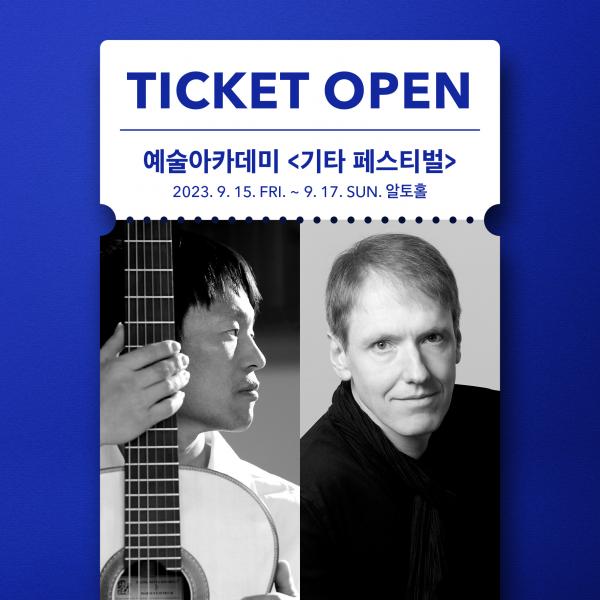 TICKET OPEN
예술아카데미 <기타 페스티벌>
2023. 9. 15. FRI. ~ 9. 17. SUN. 알토홀